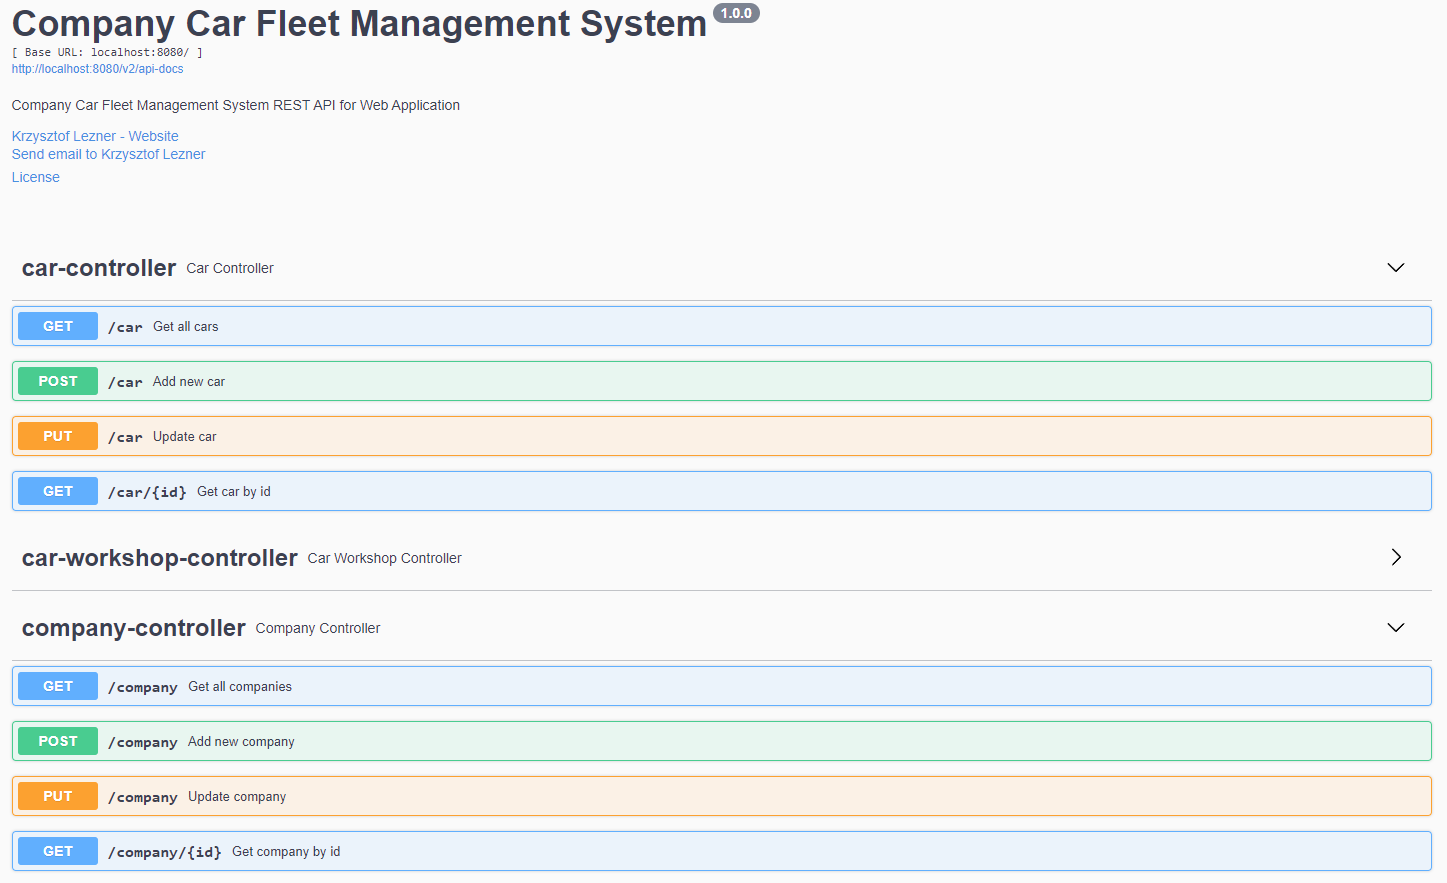 Company Car Fleet Management System 1.0.0
[ Base URL: localhost:8080/ ]
http://localhost:8080/v2/api-docs
Company Car Fleet Management System REST API for Web Application
Krzysztof Lezner - Website
Send email to Krzysztof Lezner
License
car-controller Car Controller
GET /car Get all cars
POST /car Add new car
PUT /car Update car
GET /car/{id} Get car by id
car-workshop-controller Car Workshop Controller
company-controller Company Controller
GET /company Get all companies
POST /company Add new company
PUT /company Update company
GET /company/{id} Get company by id